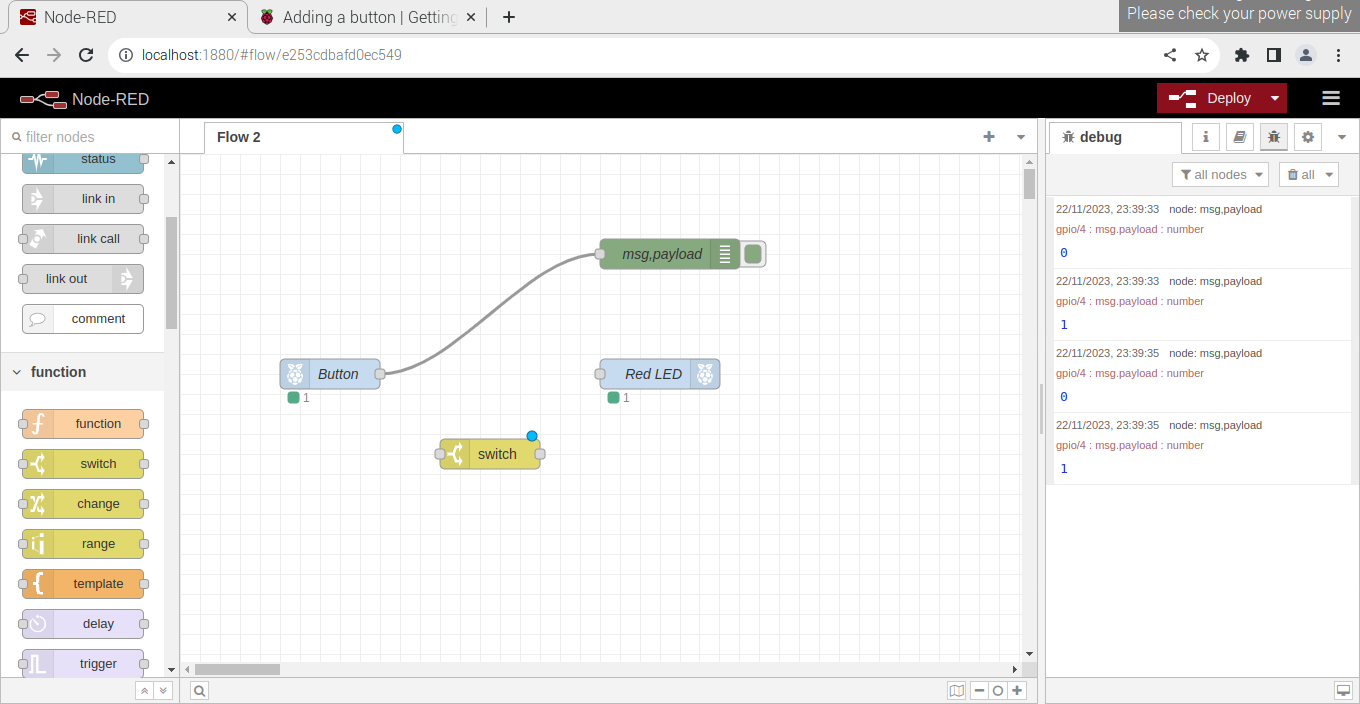 Node-RED
Adding a button | Getting
Please check your power supply
localhost:1880/#flow/e253cdbafd0ec549
Node-RED
Deploy
filter nodes
status
link in
link call
link out
comment
function
function
switch
change
range
template
delay
trigger
Flow 2
msg,payload
Button
1
Red LED
1
switch
debug
all nodes
all
22/11/2023, 23:39:33 node: msg,payload
gpio/4 : msg.payload : number
0
22/11/2023, 23:39:33 node: msg,payload
gpio/4 : msg.payload : number
1
22/11/2023, 23:39:35 node: msg,payload
gpio/4 : msg.payload : number
0
22/11/2023, 23:39:35 node: msg,payload
gpio/4 : msg.payload : number
1